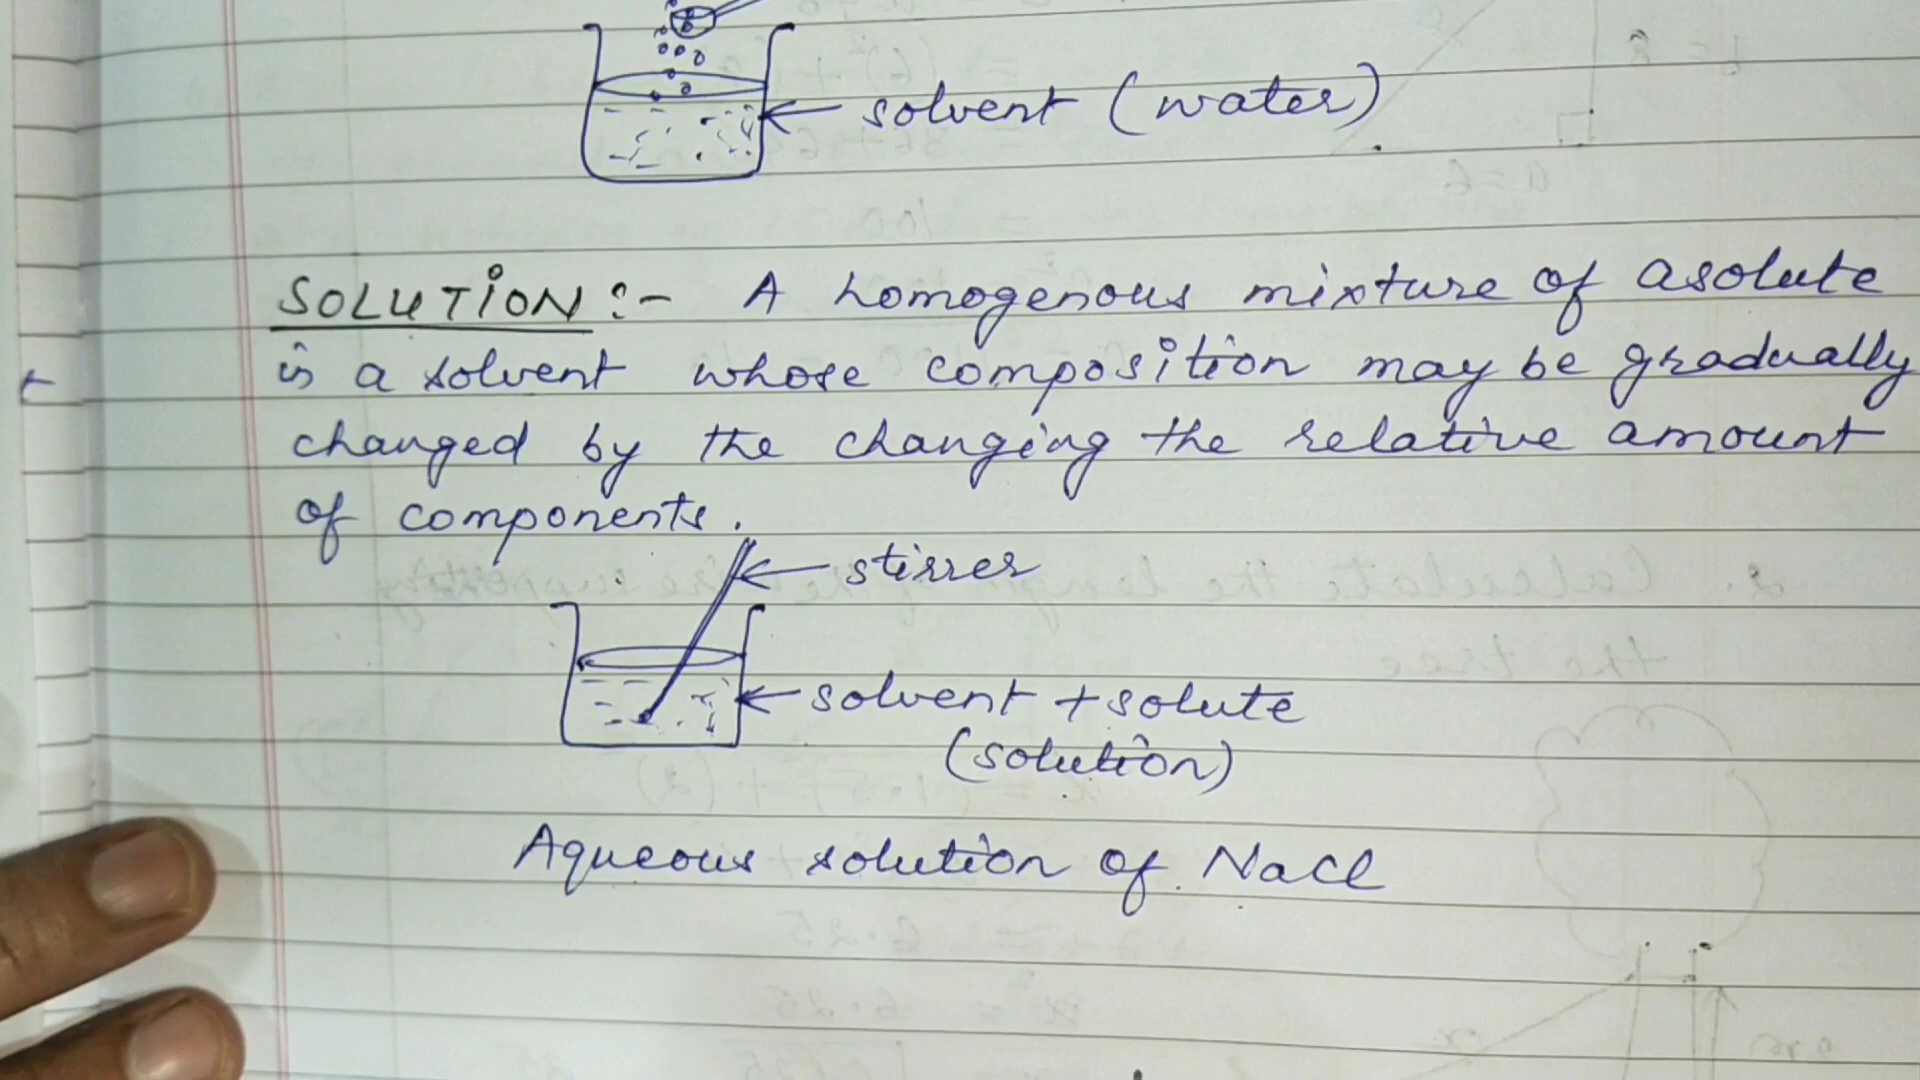 solvent (water)
SOLUTION :- A homogenous mixture of a solute
is a solvent whose composition may be gradually
changed by the changing the relative amount
of components.
stirrer
solvent + solute
(solution)
Aqueous solution of NaCl